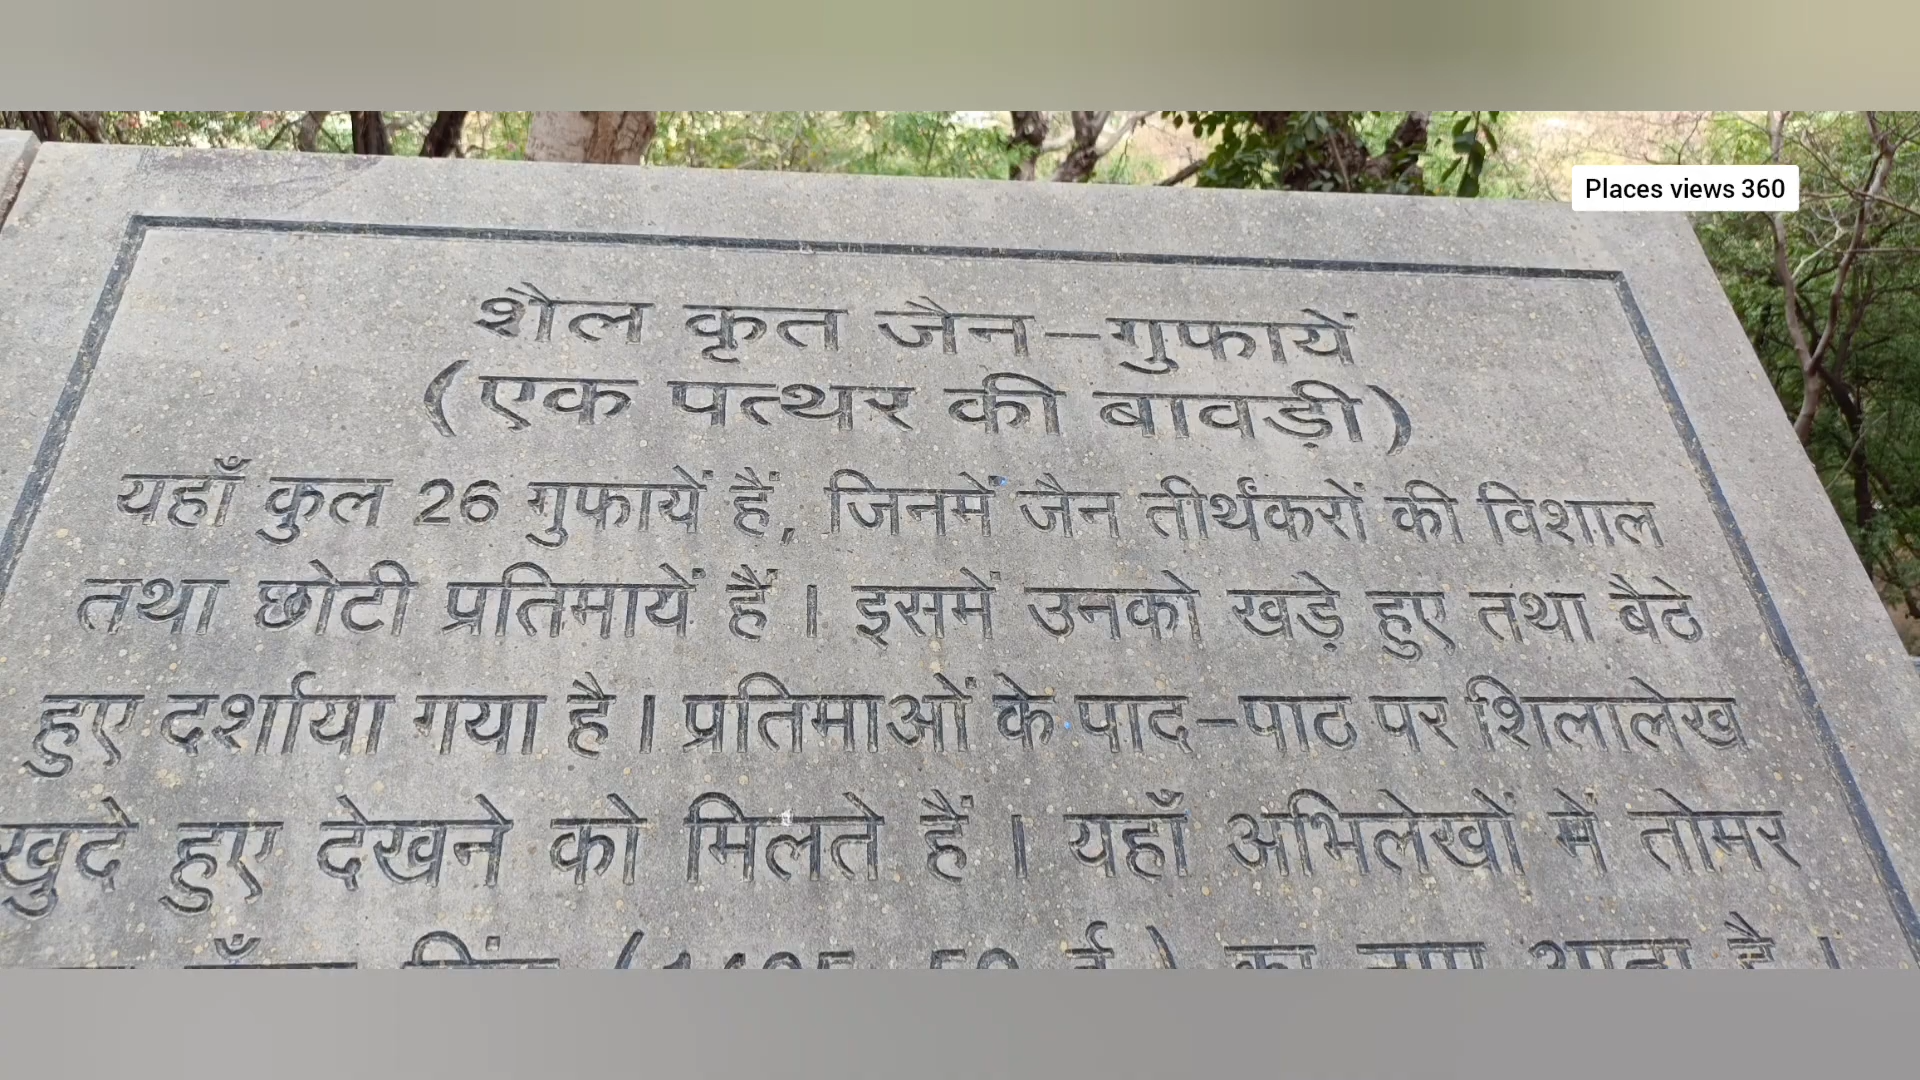 Places views 360
शैल कृत जैन–गुफायें
(एक पत्थर की बावड़ी)
यहाँ कुल 26 गुफायें हैं, जिनमें जैन तीर्थंकरों की विशाल
तथा छोटी प्रतिमायें हैं । इसमें उनको खड़े हुए तथा बैठे
हुए दर्शाया गया है । प्रतिमाओं के पाद–पाठ पर शिलालेख
खुदे हुए देखने को मिलते हैं । यहाँ अभिलेखों में तोमर